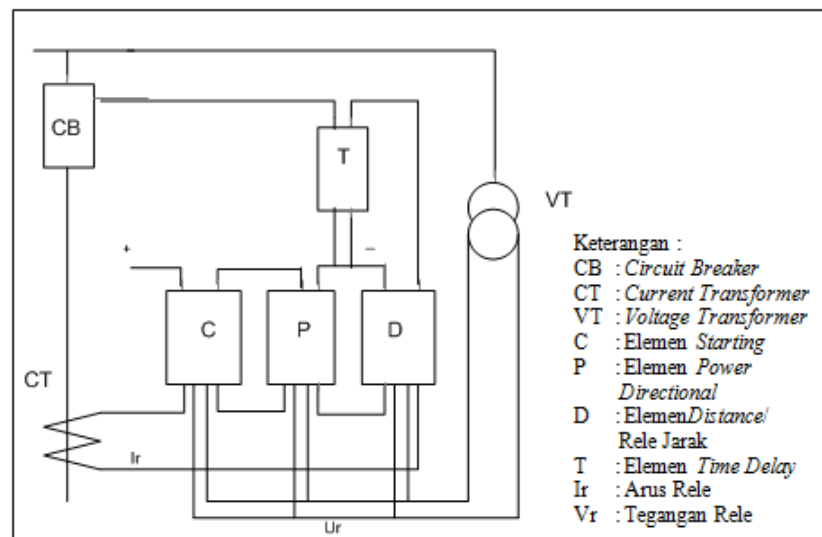 CB
T
VT
+
–
C
P
D
CT
Ir
Ur
Keterangan :
CB : Circuit Breaker
CT : Current Transformer
VT : Voltage Transformer
C : Elemen Starting
P : Elemen Power
Directional
D : ElemenDistance/
Rele Jarak
T : Elemen Time Delay
Ir : Arus Rele
Vr : Tegangan Rele